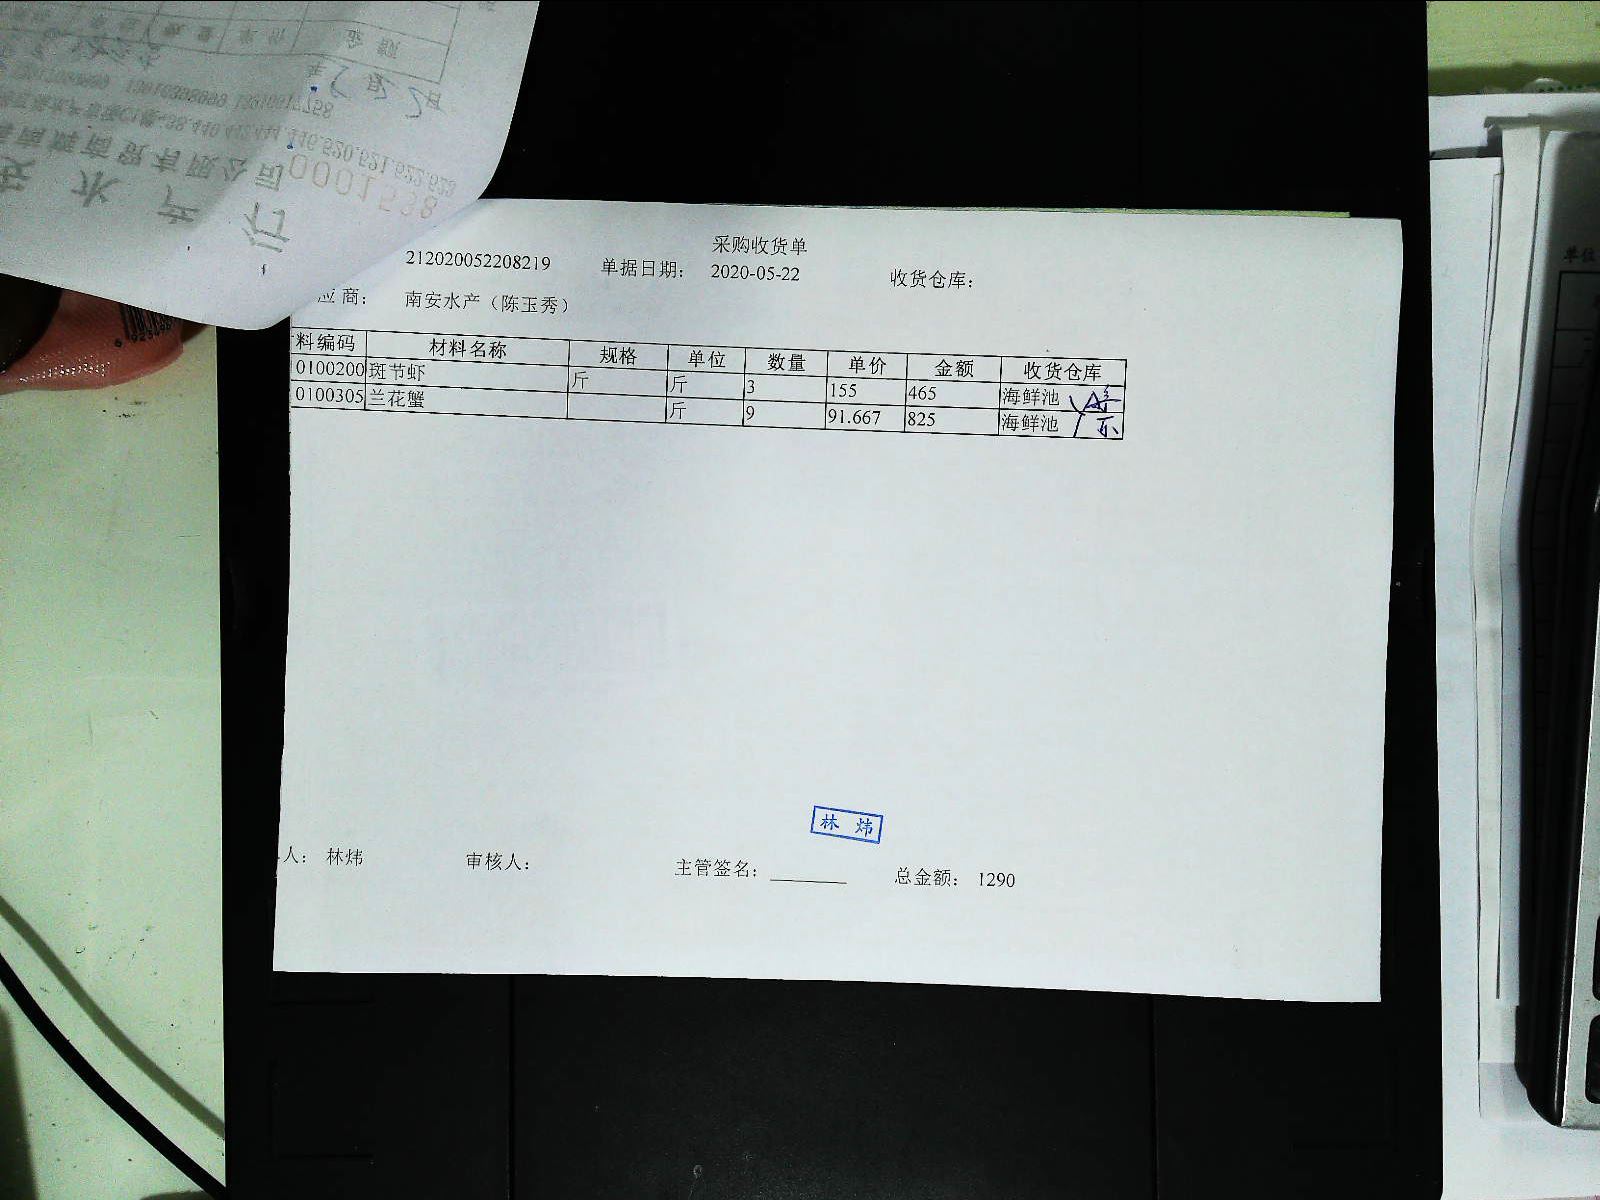 采购收货单
212020052208219 单据日期： 2020-05-22 收货仓库：
应商： 南安水产（陈玉秀）
料编码 材料名称 规格 单位 数量 单价 金额 收货仓库
0100200 斑节虾 斤 斤 3 155 465 海鲜池
0100305 兰花蟹 斤 9 91.667 825 海鲜池
林 炜
人： 林炜 审核人： 主管签名： 总金额： 1290
0001538
单位